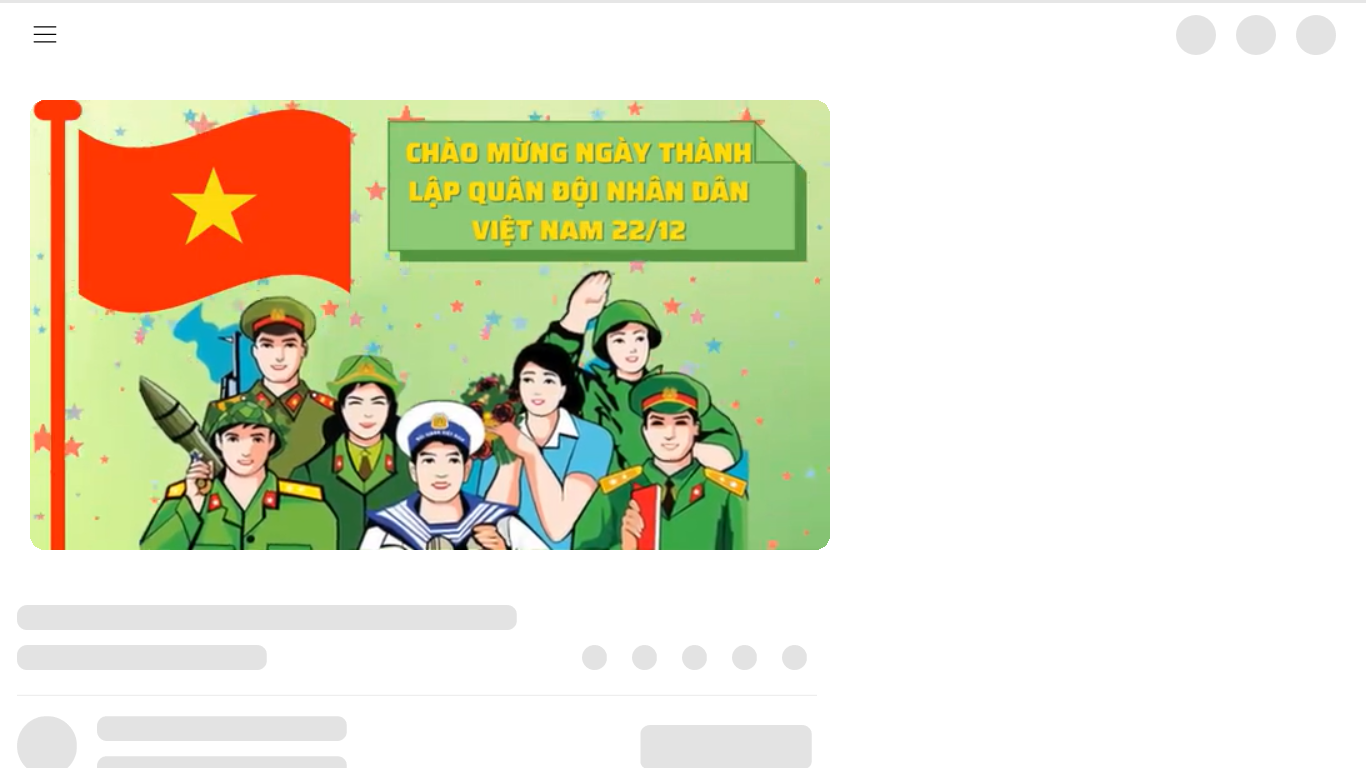 CHÀO MỪNG NGÀY THÀNH
LẬP QUÂN ĐỘI NHÂN DÂN
VIỆT NAM 22/12